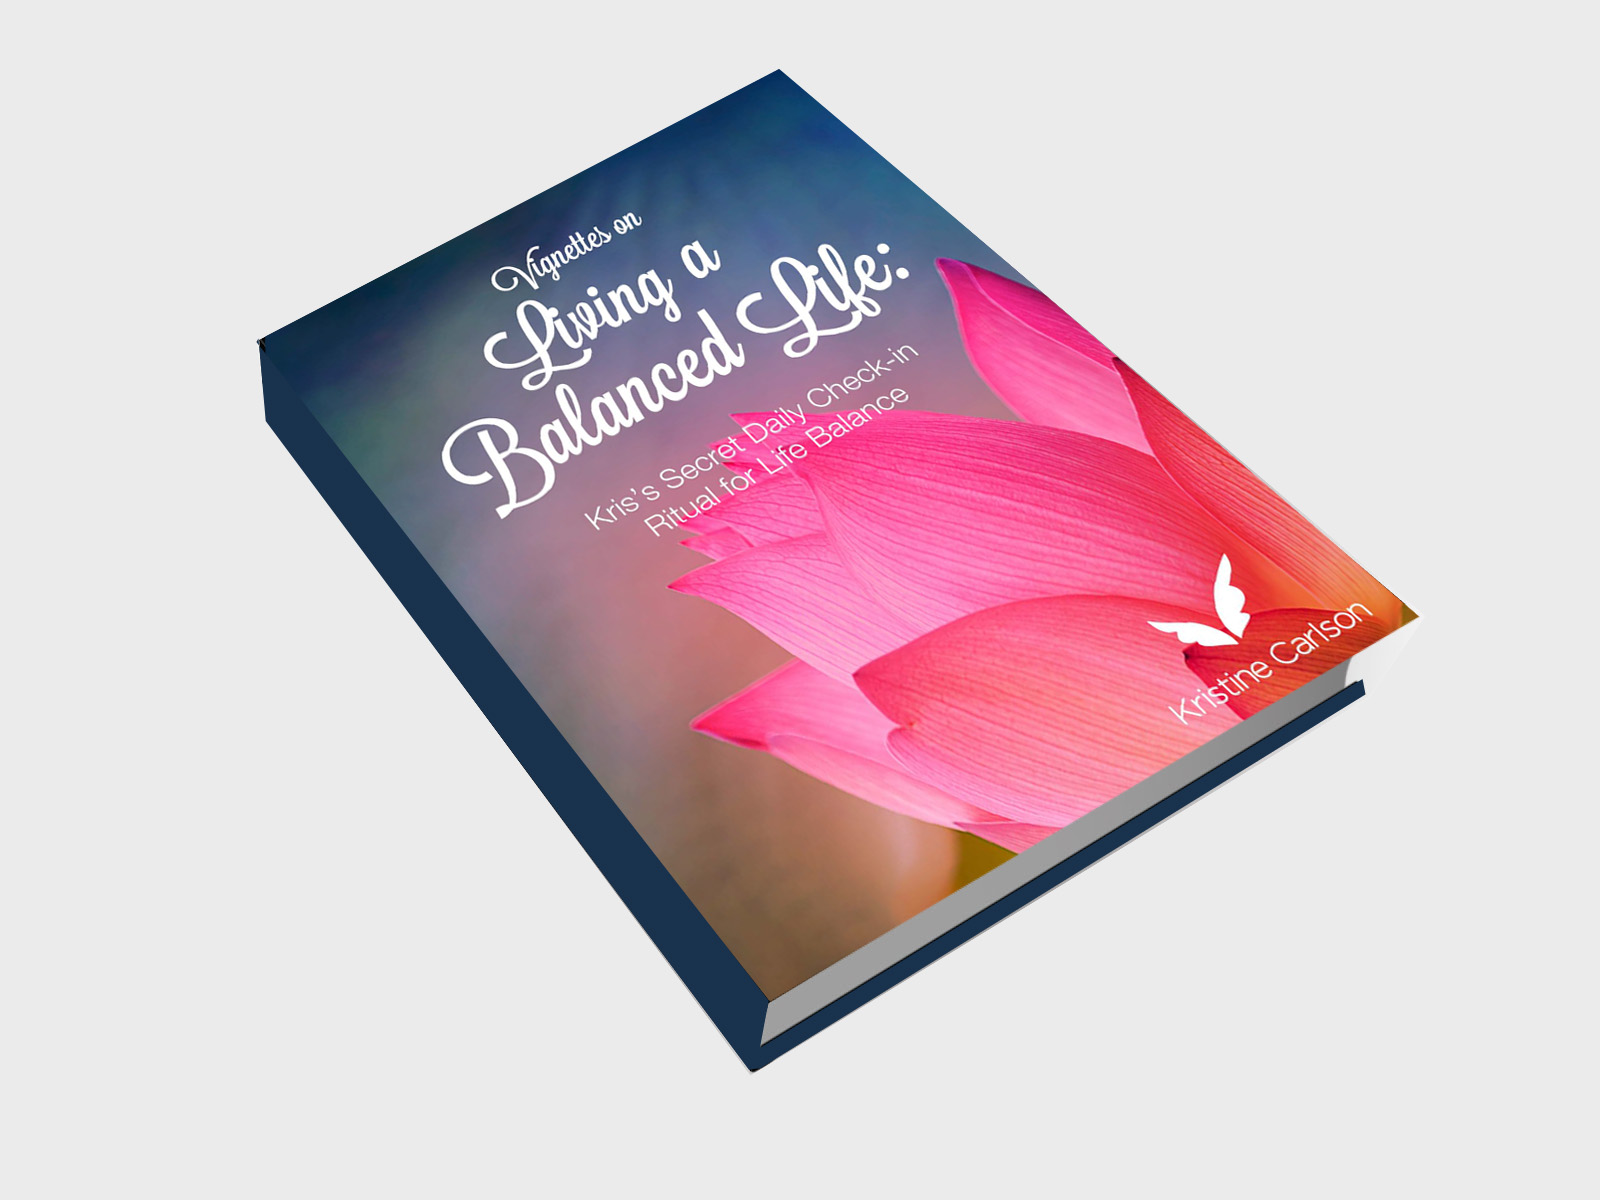 Vignettes on
Living a
Balanced Life:
Kris's Secret Daily Check-in
Ritual for Life Balance
Kristine Carlson